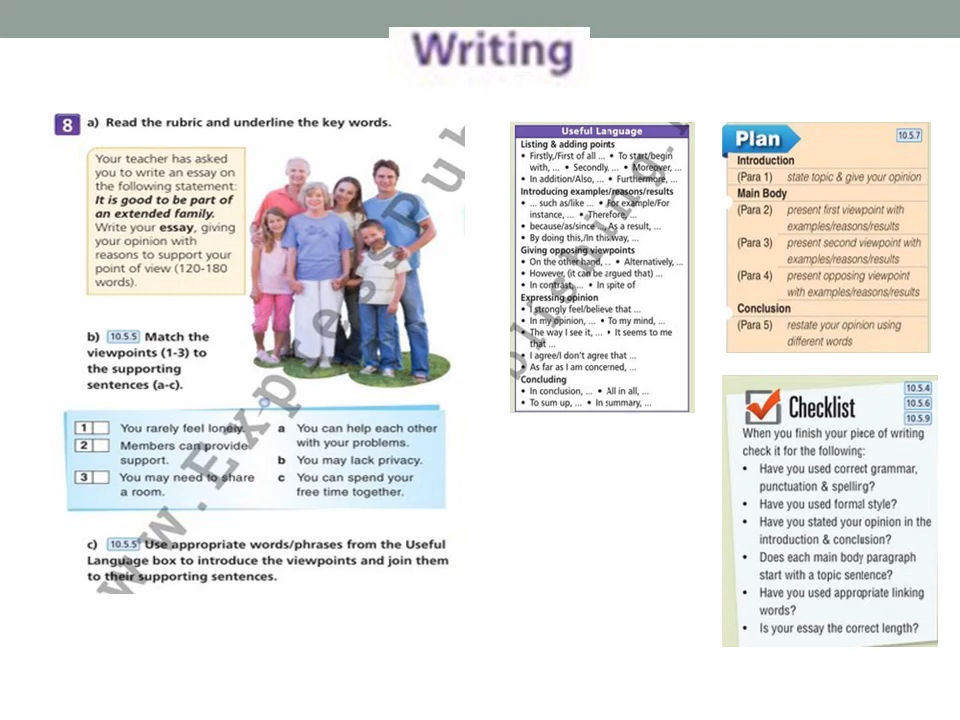 Writing
8 a) Read the rubric and underline the key words.
Your teacher has asked
you to write an essay on
the following statement:
It is good to be part of
an extended family.
Write your essay, giving
your opinion with
reasons to support your
point of view (120-180
words).
b) 10.5.5 Match the
viewpoints (1-3) to
the supporting
sentences (a-c).
1 You rarely feel lonely.
2 Members can provide
support.
3 You may need to share
a room.
a You can help each other
with your problems.
b You may lack privacy.
c You can spend your
free time together.
c) 10.5.5 Use appropriate words/phrases from the Useful
Language box to introduce the viewpoints and join them
to their supporting sentences.
Useful Language
Listing & adding points
• Firstly,/First of all ... • To start/begin
with, ... • Secondly, ... • Moreover, ...
• In addition/Also, ... • Furthermore, ...
Introducing examples/reasons/results
• ... such as/like ... • For example/For
instance, ... • Therefore, ...
• because/as/since ... As a result, ...
• By doing this,/In this way, ...
Giving opposing viewpoints
• On the other hand, ... • Alternatively, ...
• However, (it can be argued that) ...
• In contrast, ... • In spite of
Expressing opinion
• I strongly feel/believe that ...
• In my opinion, ... • To my mind, ...
The way I see it, ... • It seems to me
that ...
• I agree/I don't agree that ...
• As far as I am concerned, ...
Concluding
• In conclusion, ... • All in all, ...
• To sum up, ... • In summary, ...
Plan 10.5.7
Introduction
(Para 1) state topic & give your opinion
Main Body
(Para 2) present first viewpoint with
examples/reasons/results
(Para 3) present second viewpoint with
examples/reasons/results
(Para 4) present opposing viewpoint
with examples/reasons/results
Conclusion
(Para 5) restate your opinion using
different words
10.5.4
10.5.6
10.5.9
Checklist
When you finish your piece of writing
check it for the following:
• Have you used correct grammar,
punctuation & spelling?
• Have you used formal style?
• Have you stated your opinion in the
introduction & conclusion?
• Does each main body paragraph
start with a topic sentence?
• Have you used appropriate linking
words?
• Is your essay the correct length?